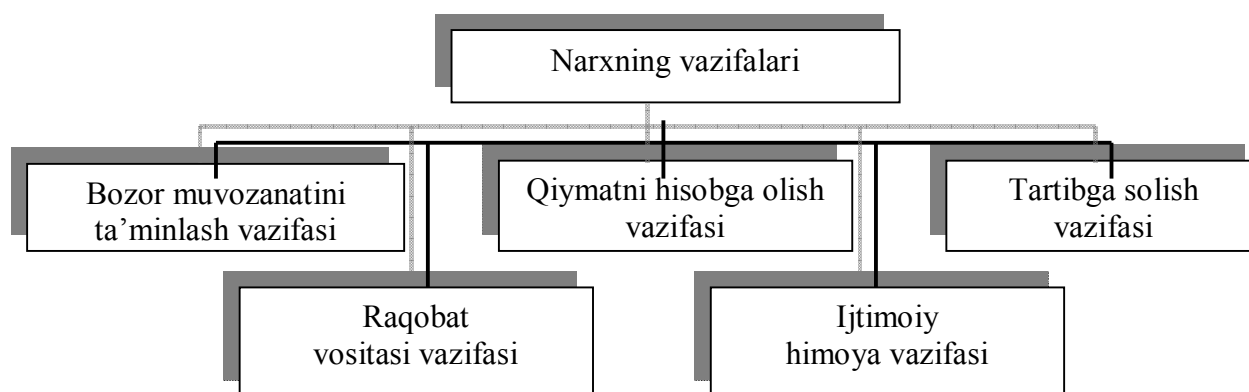 Narxning vazifalari
Bozor muvozanatini
ta’minlash vazifasi
Qiymatni hisobga olish
vazifasi
Tartibga solish
vazifasi
Raqobat
vositasi vazifasi
Ijtimoiy
himoya vazifasi